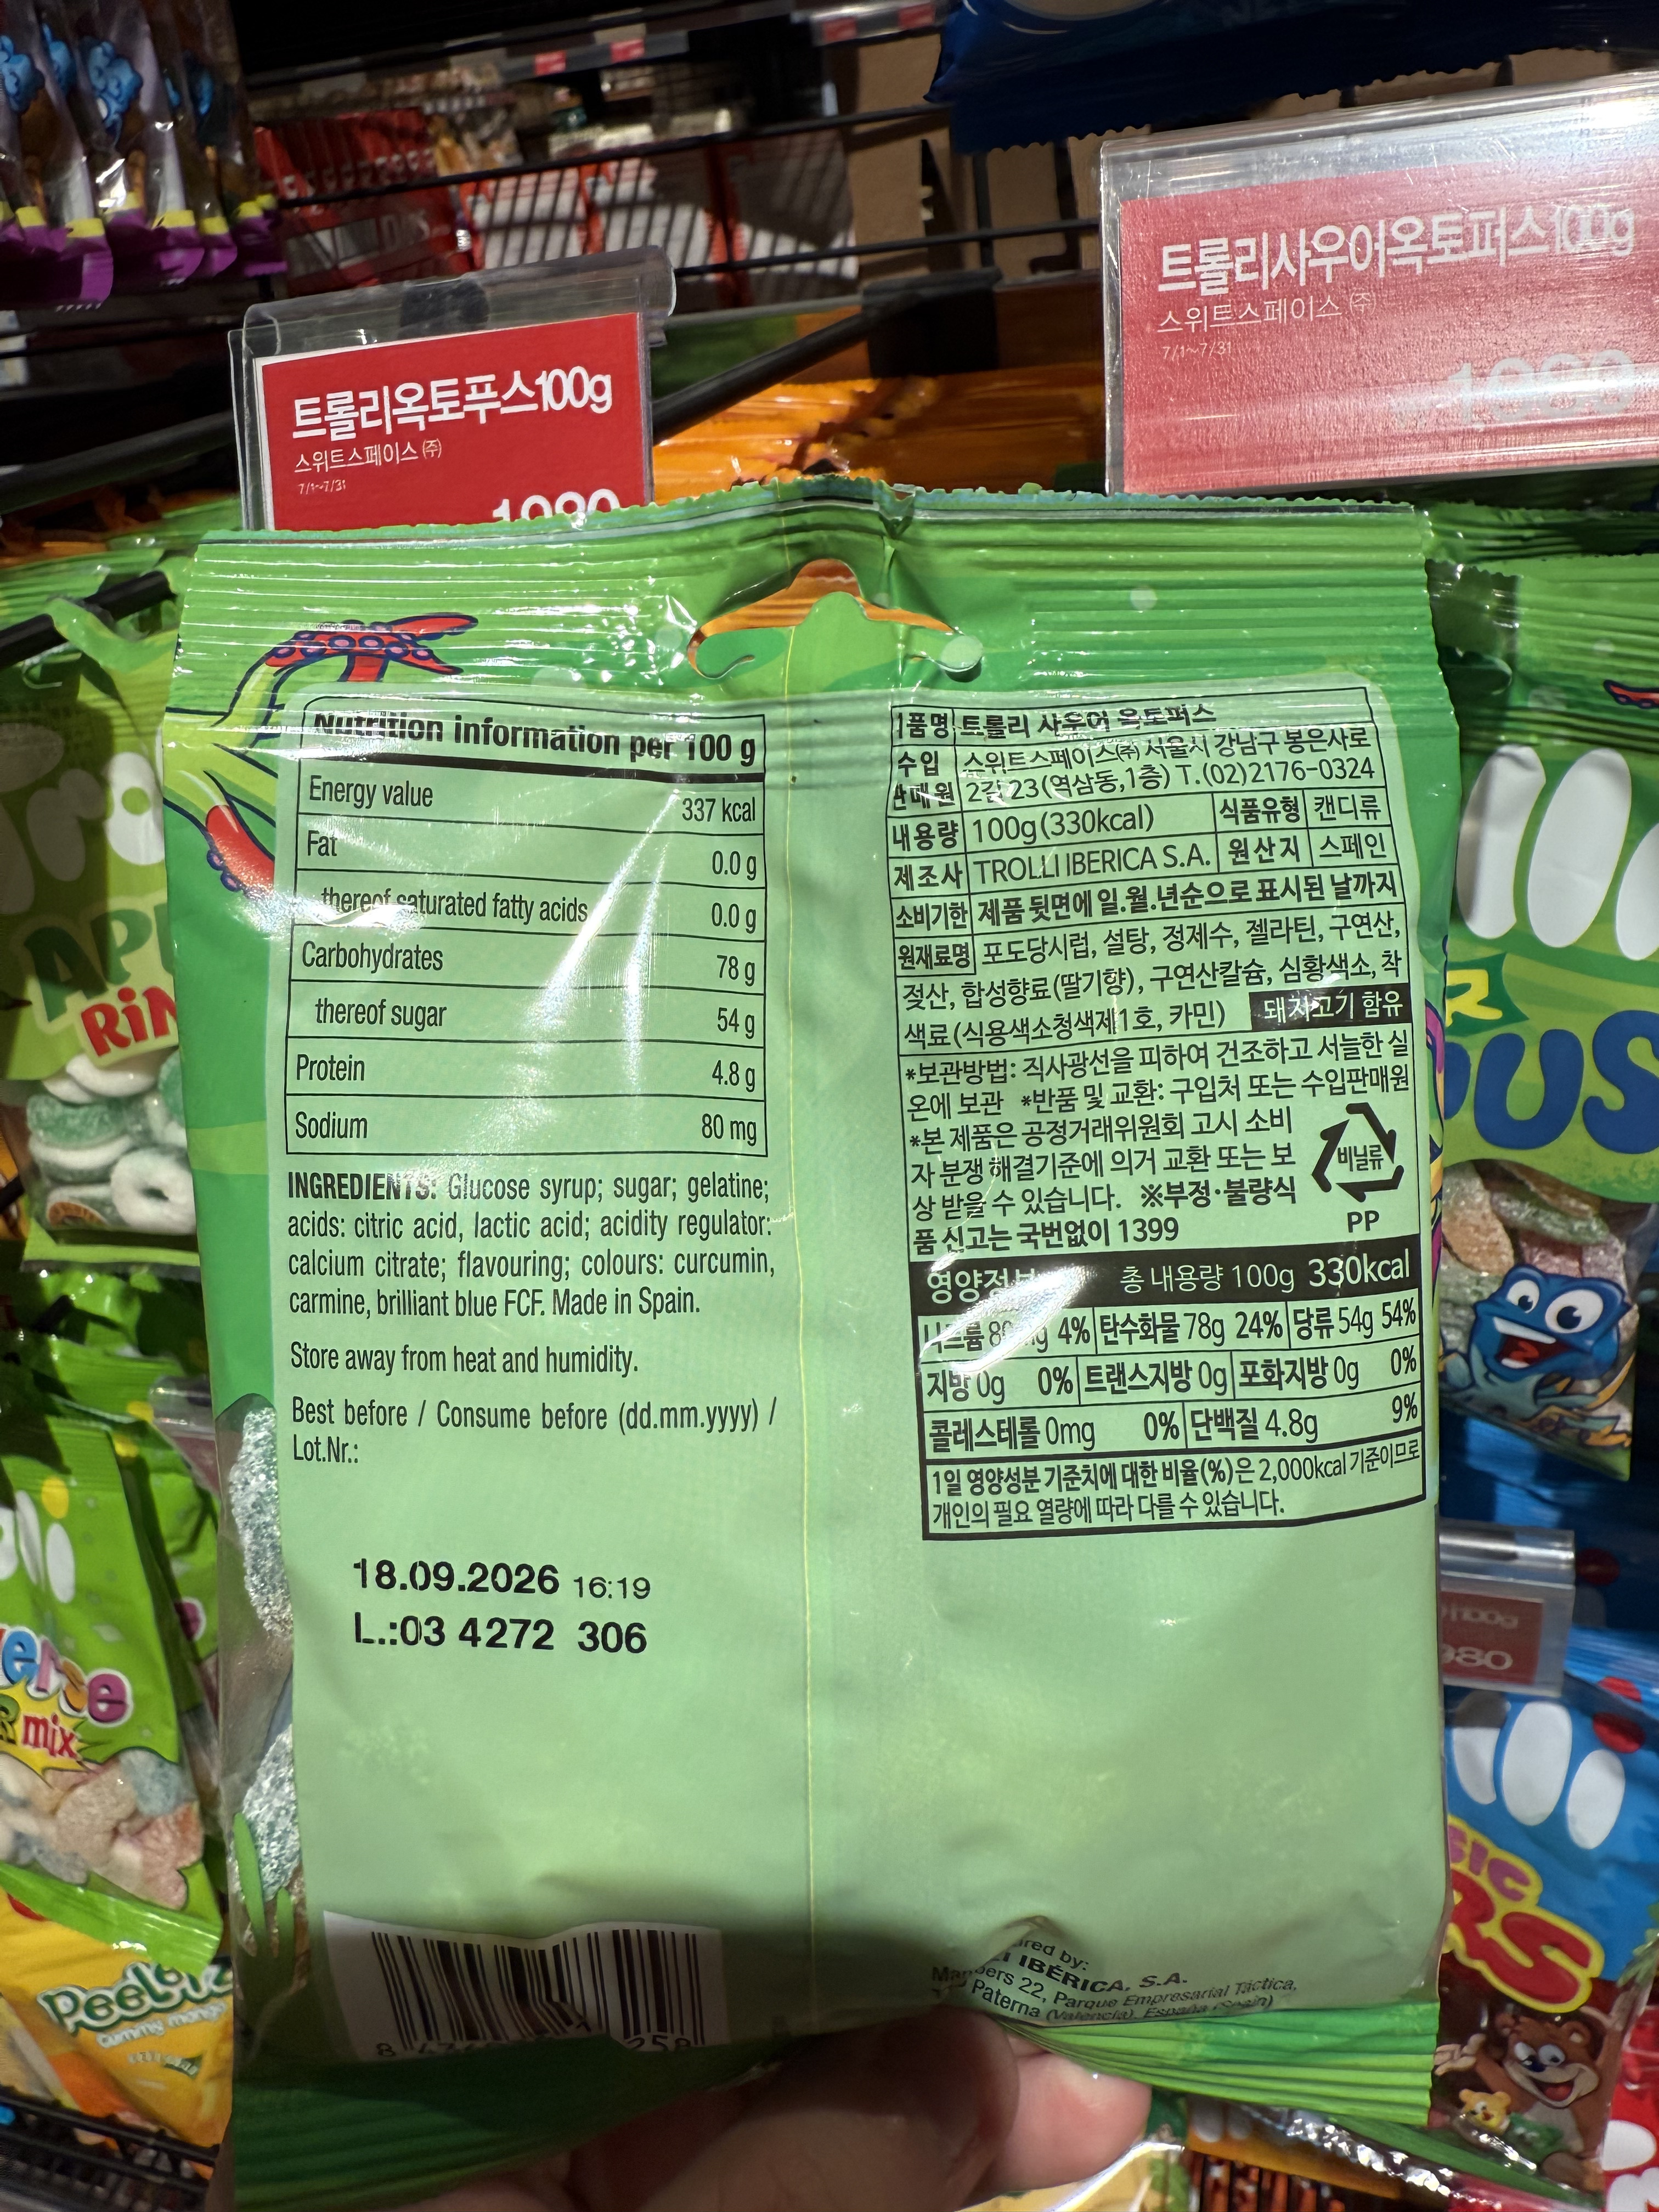 트롤리옥토푸스100g
스위트스페이스 ㈜
7/1~7/31
트롤리사우어옥토퍼스100g
스위트스페이스 ㈜
7/1~7/31
Nutrition information per 100 g
Energy value 337 kcal
Fat 0.0 g
thereof saturated fatty acids 0.0 g
Carbohydrates 78 g
thereof sugar 54 g
Protein 4.8 g
Sodium 80 mg
INGREDIENTS: Glucose syrup; sugar; gelatine;
acids: citric acid, lactic acid; acidity regulator:
calcium citrate; flavouring; colours: curcumin,
carmine, brilliant blue FCF. Made in Spain.
Store away from heat and humidity.
Best before / Consume before (dd.mm.yyyy) /
Lot.Nr.:
18.09.2026 16:19
L.:03 4272 306
제품명 트롤리 사우어 옥토퍼스
수입 스위트스페이스㈜ 서울시 강남구 봉은사로
판매원 2길 23(역삼동,1층) T.(02)2176-0324
내용량 100g(330kcal) 식품유형 캔디류
제조사 TROLLI IBERICA S.A. 원산지 스페인
소비기한 제품 뒷면에 일.월.년순으로 표시된 날까지
원재료명 포도당시럽, 설탕, 정제수, 젤라틴, 구연산,
젖산, 합성향료(딸기향), 구연산칼슘, 심황색소, 착
색료(식용색소청색제1호, 카민) 돼지고기 함유
*보관방법: 직사광선을 피하여 건조하고 서늘한 실
온에 보관 *반품 및 교환: 구입처 또는 수입판매원
*본 제품은 공정거래위원회 고시 소비
자 분쟁 해결기준에 의거 교환 또는 보
상 받을 수 있습니다. ※부정·불량식
품 신고는 국번없이 1399
비닐류
PP
영양정보 총 내용량 100g 330kcal
나트륨 80mg 4% 탄수화물 78g 24% 당류 54g 54%
지방 0g 0% 트랜스지방 0g 포화지방 0g 0%
콜레스테롤 0mg 0% 단백질 4.8g 9%
1일 영양성분 기준치에 대한 비율(%)은 2,000kcal 기준이므로
개인의 필요 열량에 따라 다를 수 있습니다.
by:
IBÉRICA, S.A.
22, Parque Empresarial Táctica,
Paterna (Valencia). España (Spain)
RiN
mix
Gummy mango